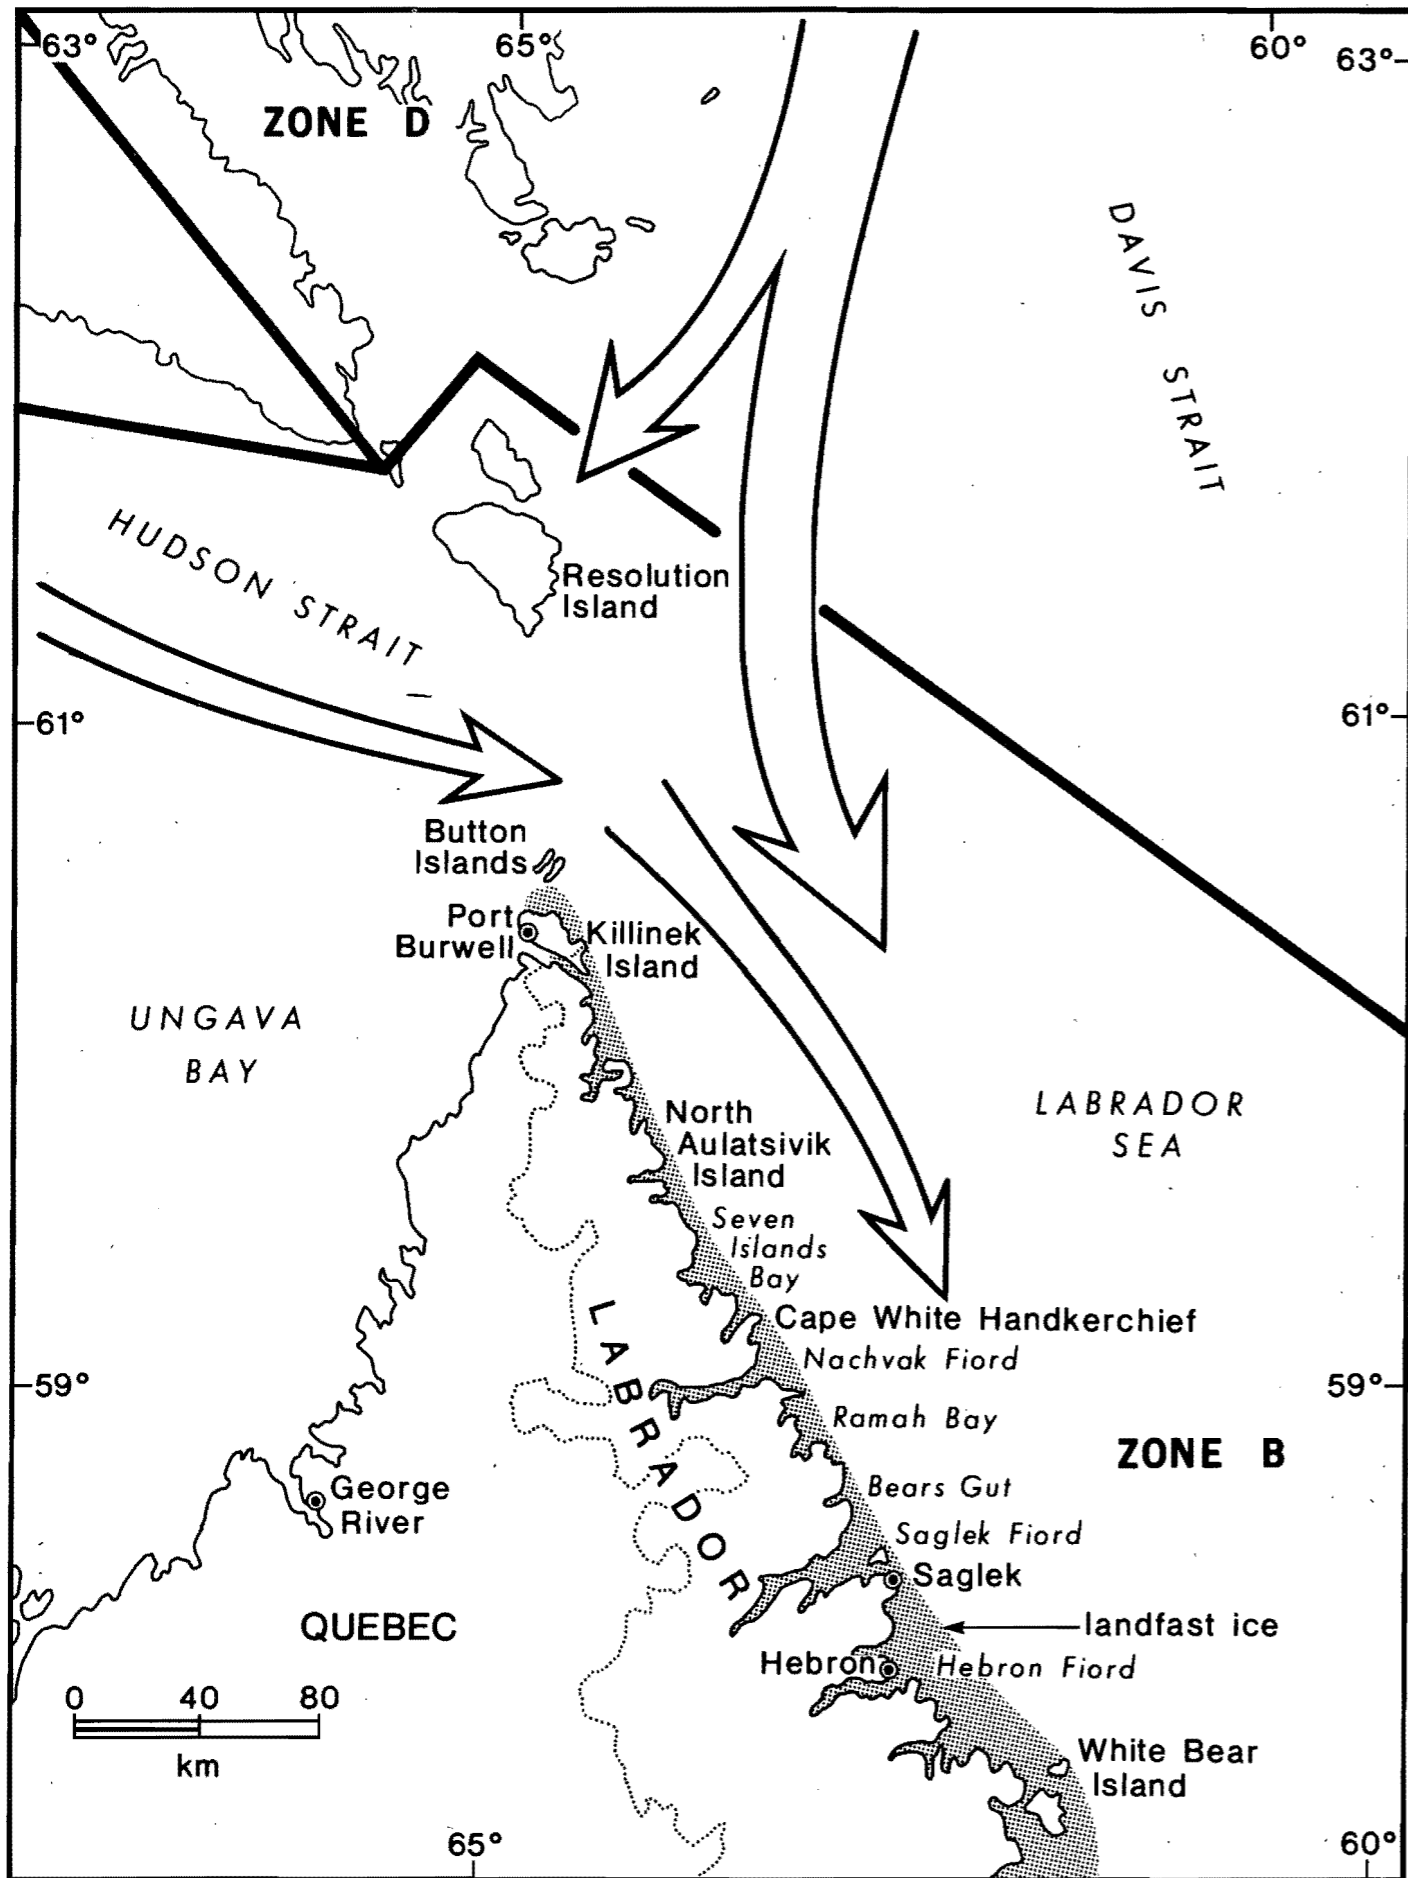 63°
65°
60°
63°
ZONE D
DAVIS STRAIT
HUDSON STRAIT
Resolution
Island
61°
61°
Button
Islands
Port
Burwell
Killinek
Island
UNGAVA
BAY
LABRADOR
SEA
North
Aulatsivik
Island
Seven
Islands
Bay
Cape White Handkerchief
Nachvak Fiord
59°
59°
LABRADOR
Ramah Bay
ZONE B
Bears Gut
George
River
Saglek Fiord
Saglek
QUEBEC
landfast ice
Hebron
Hebron Fiord
0 40 80
km
White Bear
Island
65°
60°